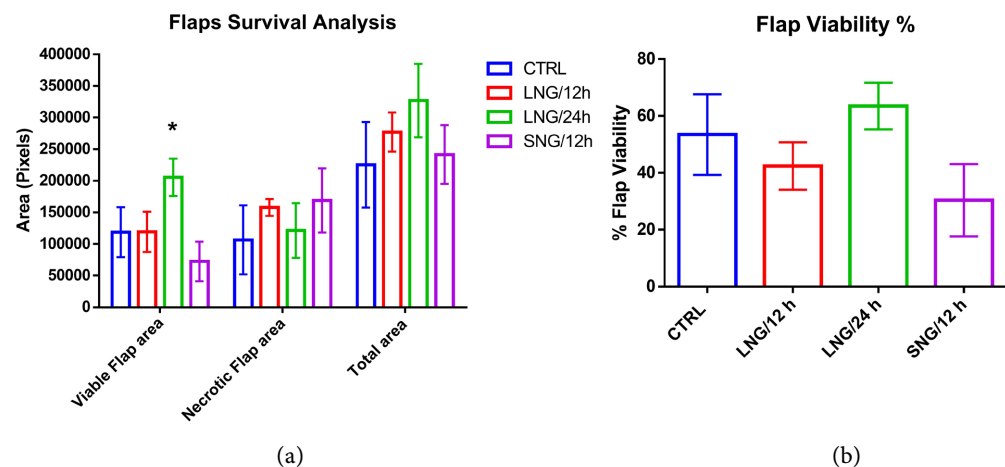 Flaps Survival Analysis
400000
350000
300000
250000
200000
150000
100000
50000
0
Area (Pixels)
*
CTRL
LNG/12h
LNG/24h
SNG/12h
Viable Flap area
Necrotic Flap area
Total area
(a)
Flap Viability %
80
60
40
20
0
% Flap Viability
CTRL
LNG/12 h
LNG/24 h
SNG/12 h
(b)